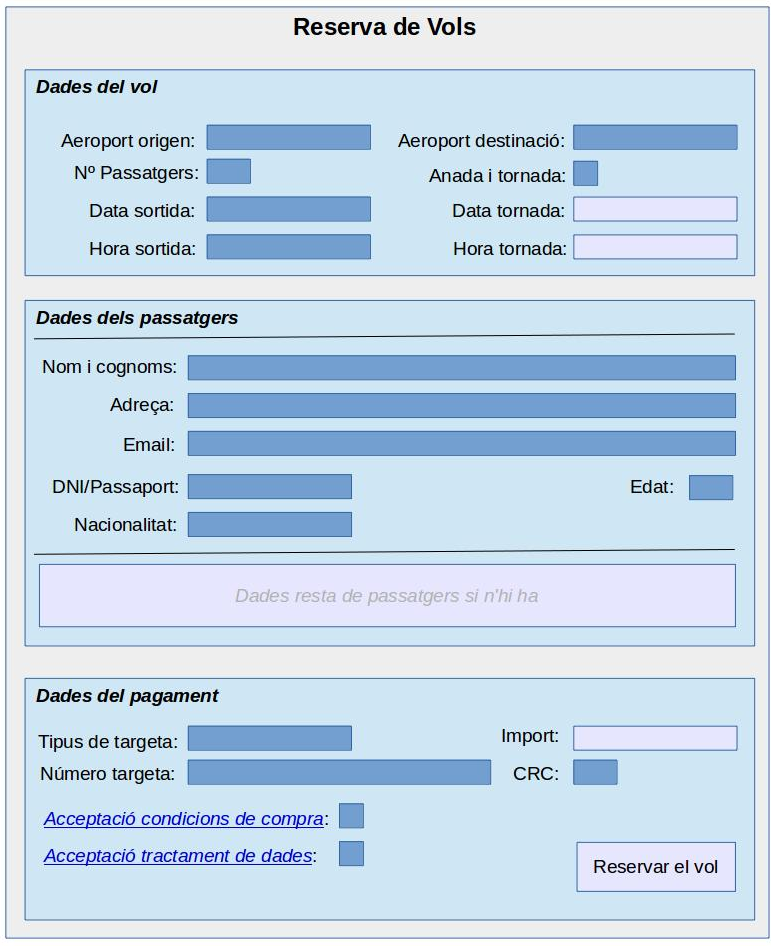 Reserva de Vols
Dades del vol
Aeroport origen: Aeroport destinació:
Nº Passatgers: Anada i tornada:
Data sortida: Data tornada:
Hora sortida: Hora tornada:
Dades dels passatgers
Nom i cognoms:
Adreça:
Email:
DNI/Passaport: Edat:
Nacionalitat:
Dades resta de passatgers si n'hi ha
Dades del pagament
Tipus de targeta: Import:
Número targeta: CRC:
Acceptació condicions de compra:
Acceptació tractament de dades:
Reservar el vol